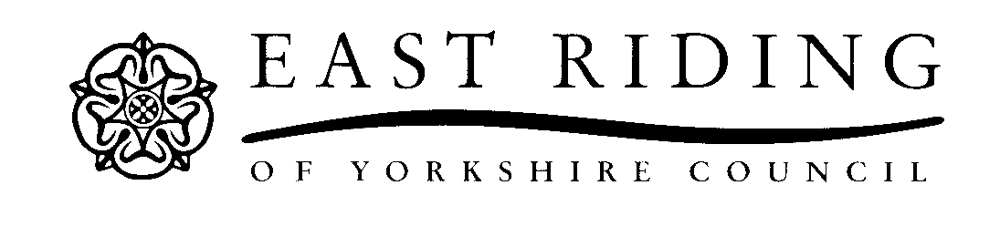 EAST RIDING
OF YORKSHIRE COUNCIL